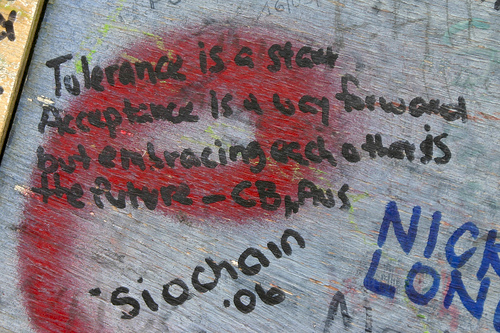 Tolerance is a start
Acceptance is a way forward
but embracing each other is
the future - CB, Aus
siochain
.06
NICK
LON